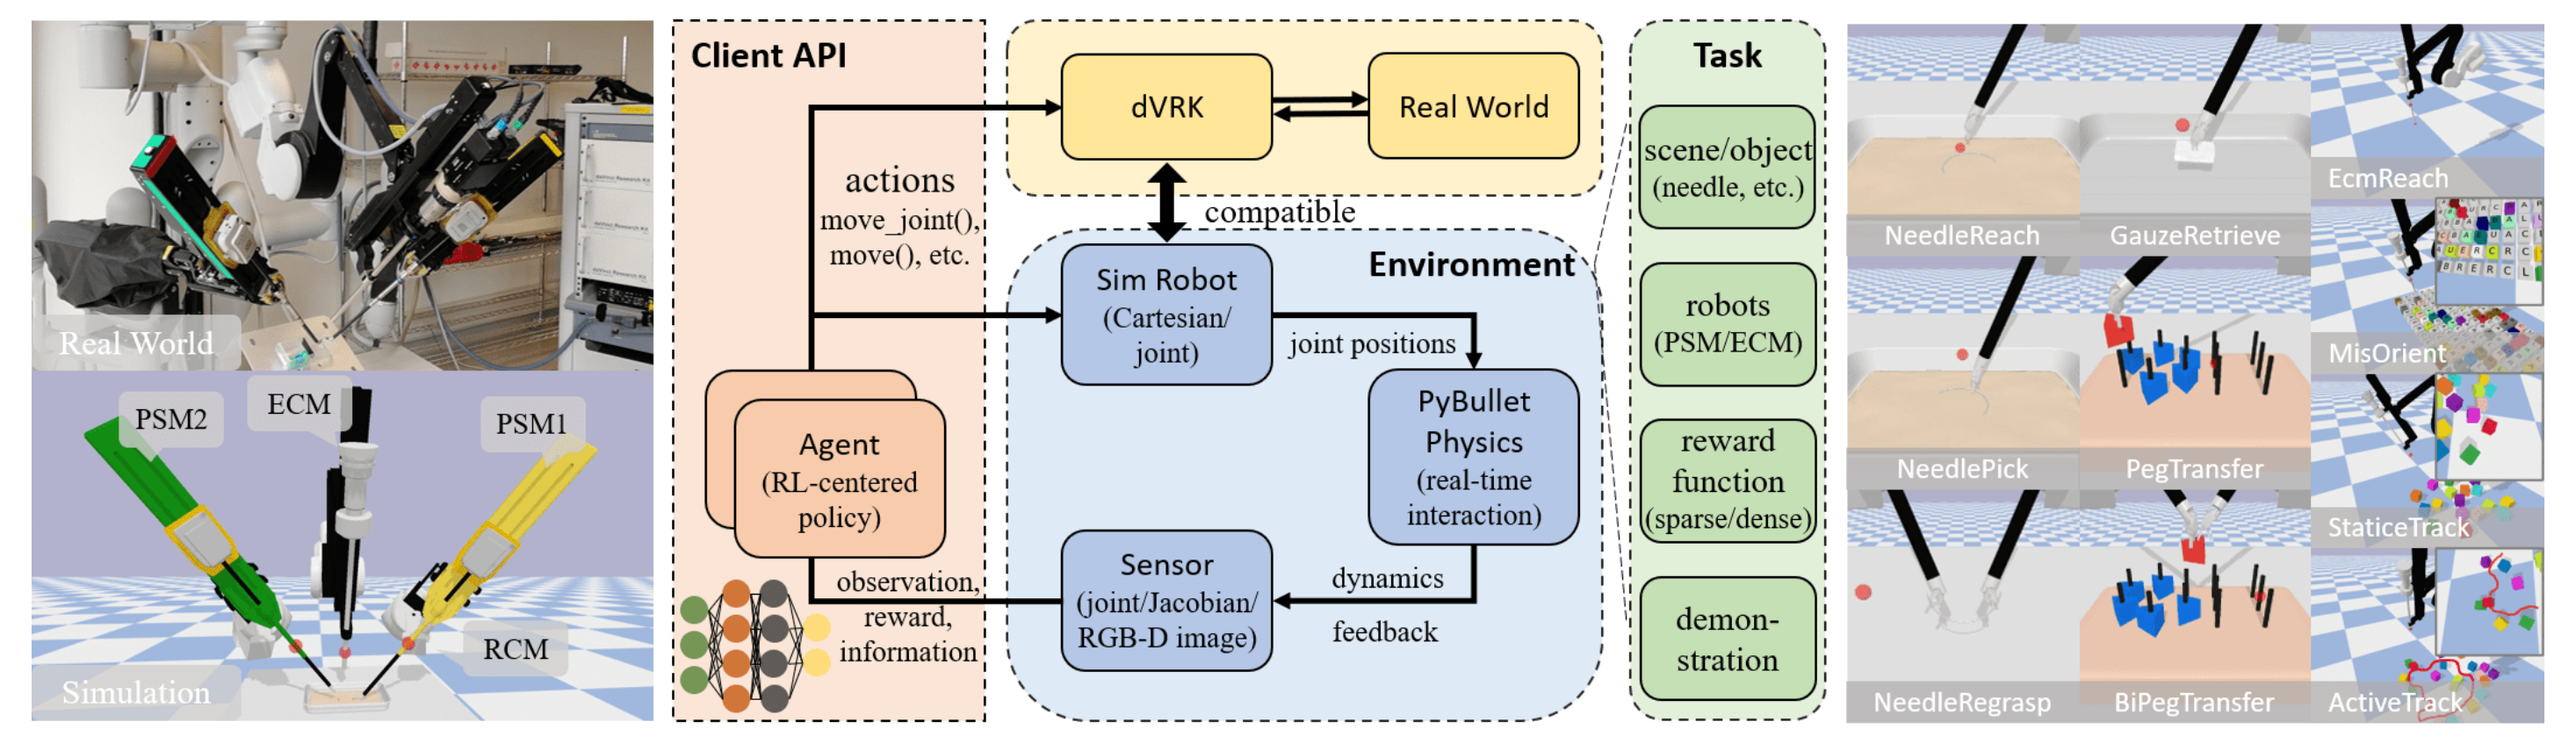 Real World
PSM2
ECM
PSM1
RCM
Simulation
Client API
actions
move_joint(),
move(), etc.
Agent
(RL-centered
policy)
observation,
reward,
information
dVRK
Real World
compatible
Environment
Sim Robot
(Cartesian/
joint)
joint positions
PyBullet
Physics
(real-time
interaction)
dynamics
feedback
Sensor
(joint/Jacobian/
RGB-D image)
Task
scene/object
(needle, etc.)
robots
(PSM/ECM)
reward
function
(sparse/dense)
demon-
stration
NeedleReach
GauzeRetrieve
EcmReach
MisOrient
NeedlePick
PegTransfer
StaticeTrack
NeedleRegrasp
BiPegTransfer
ActiveTrack